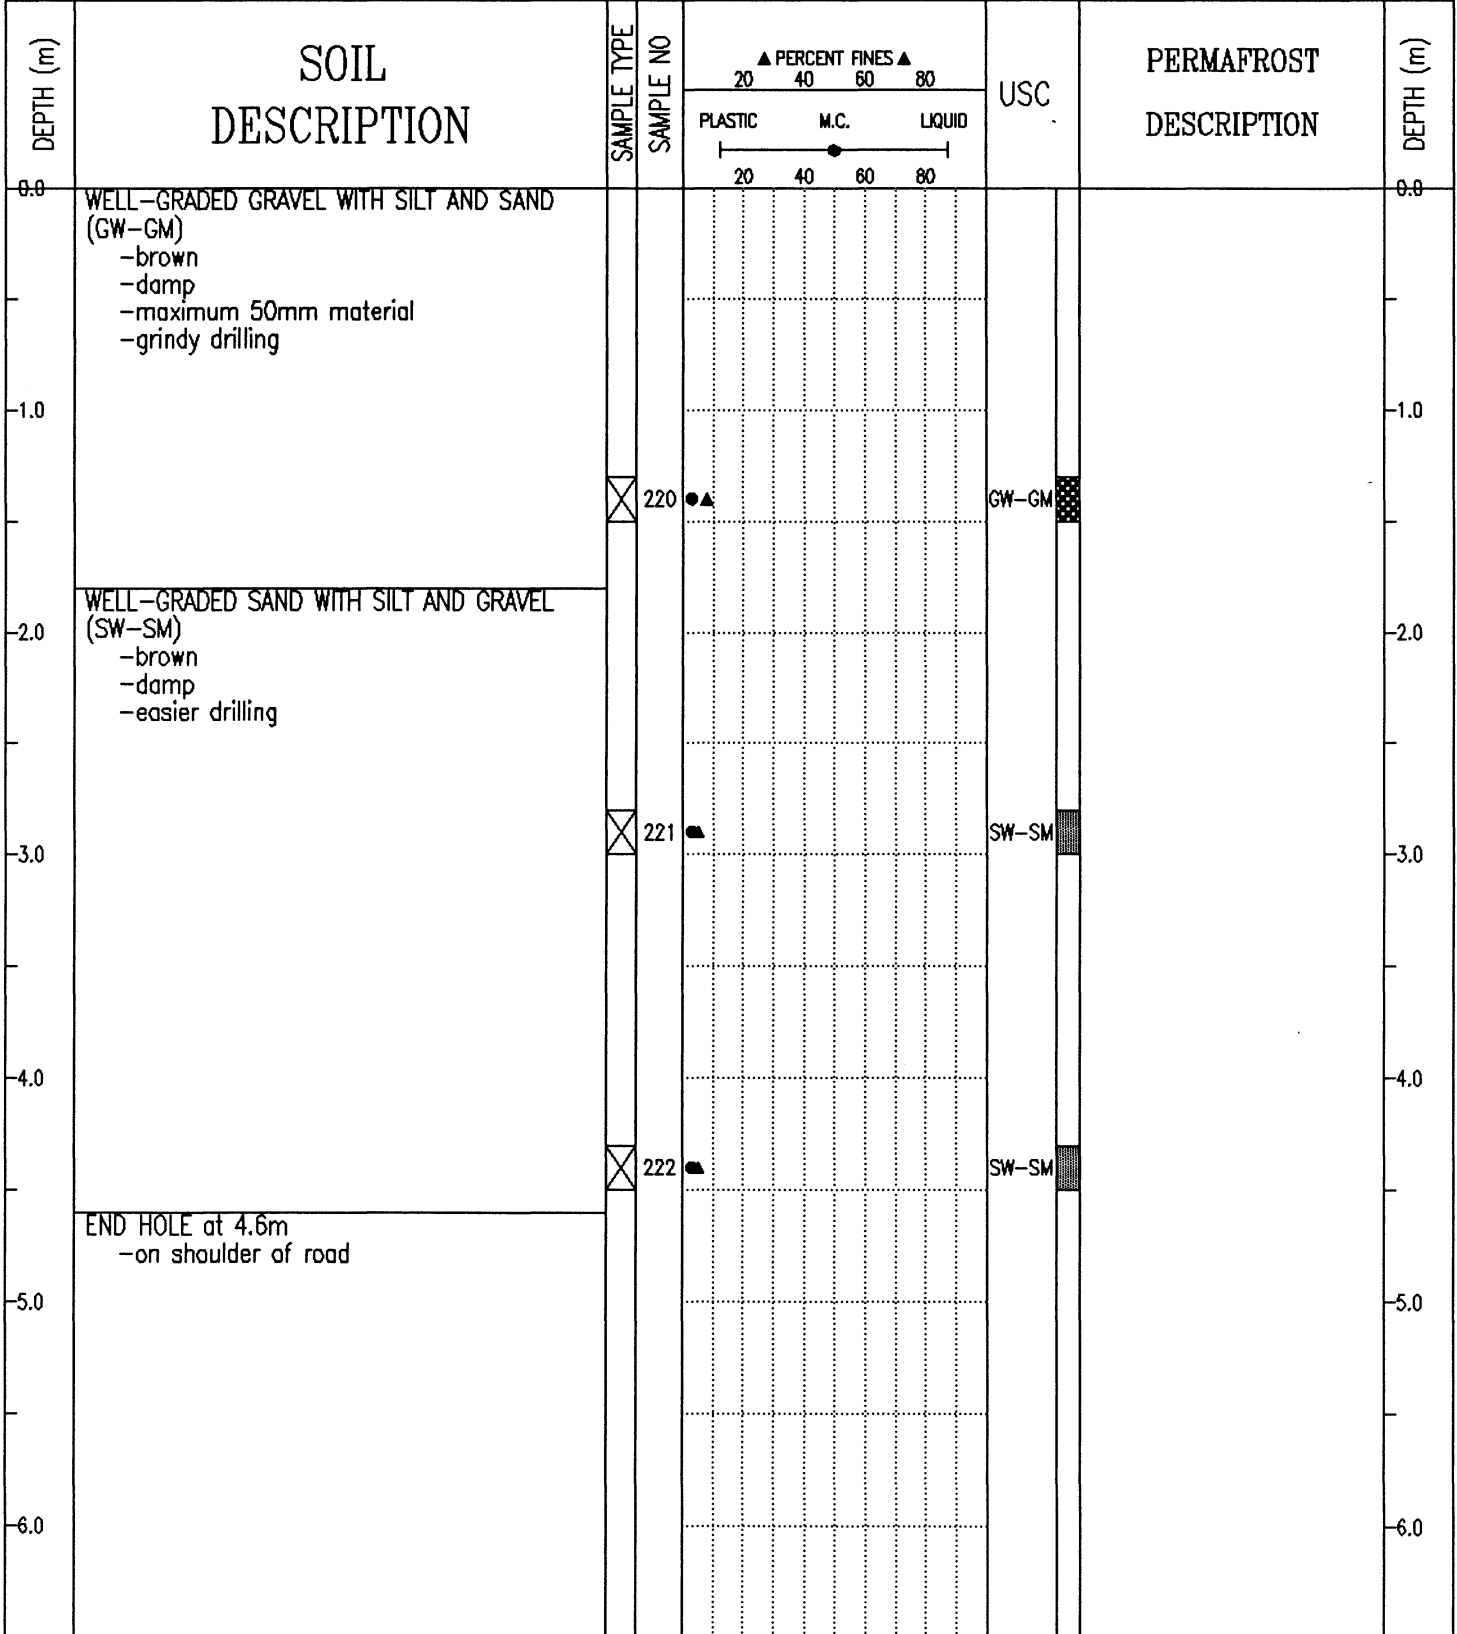 DEPTH (m)
SOIL
DESCRIPTION
SAMPLE TYPE
SAMPLE NO
▲ PERCENT FINES ▲
20 40 60 80
PLASTIC M.C. LIQUID
20 40 60 80
USC
PERMAFROST
DESCRIPTION
DEPTH (m)
0.0 0.0
WELL-GRADED GRAVEL WITH SILT AND SAND
(GW-GM)
-brown
-damp
-maximum 50mm material
-grindy drilling
1.0 1.0
220 GW-GM
WELL-GRADED SAND WITH SILT AND GRAVEL
2.0 (SW-SM) 2.0
-brown
-damp
-easier drilling
221 SW-SM
3.0 3.0
4.0 4.0
222 SW-SM
END HOLE at 4.6m
-on shoulder of road
5.0 5.0
6.0 6.0